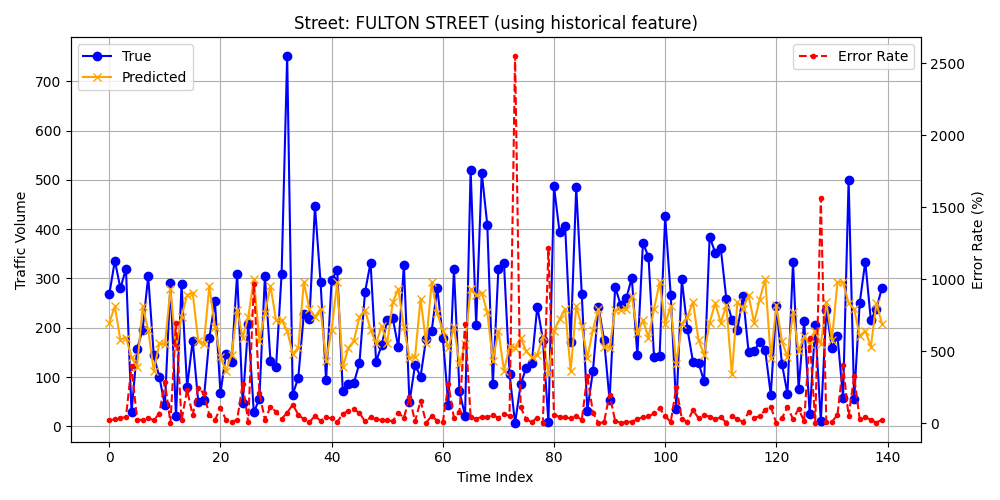 Street: FULTON STREET (using historical feature)
True
Predicted
Error Rate
Traffic Volume
700
600
500
400
300
200
100
0
2500
2000
1500
1000
500
0
Error Rate (%)
0 20 40 60 80 100 120 140
Time Index